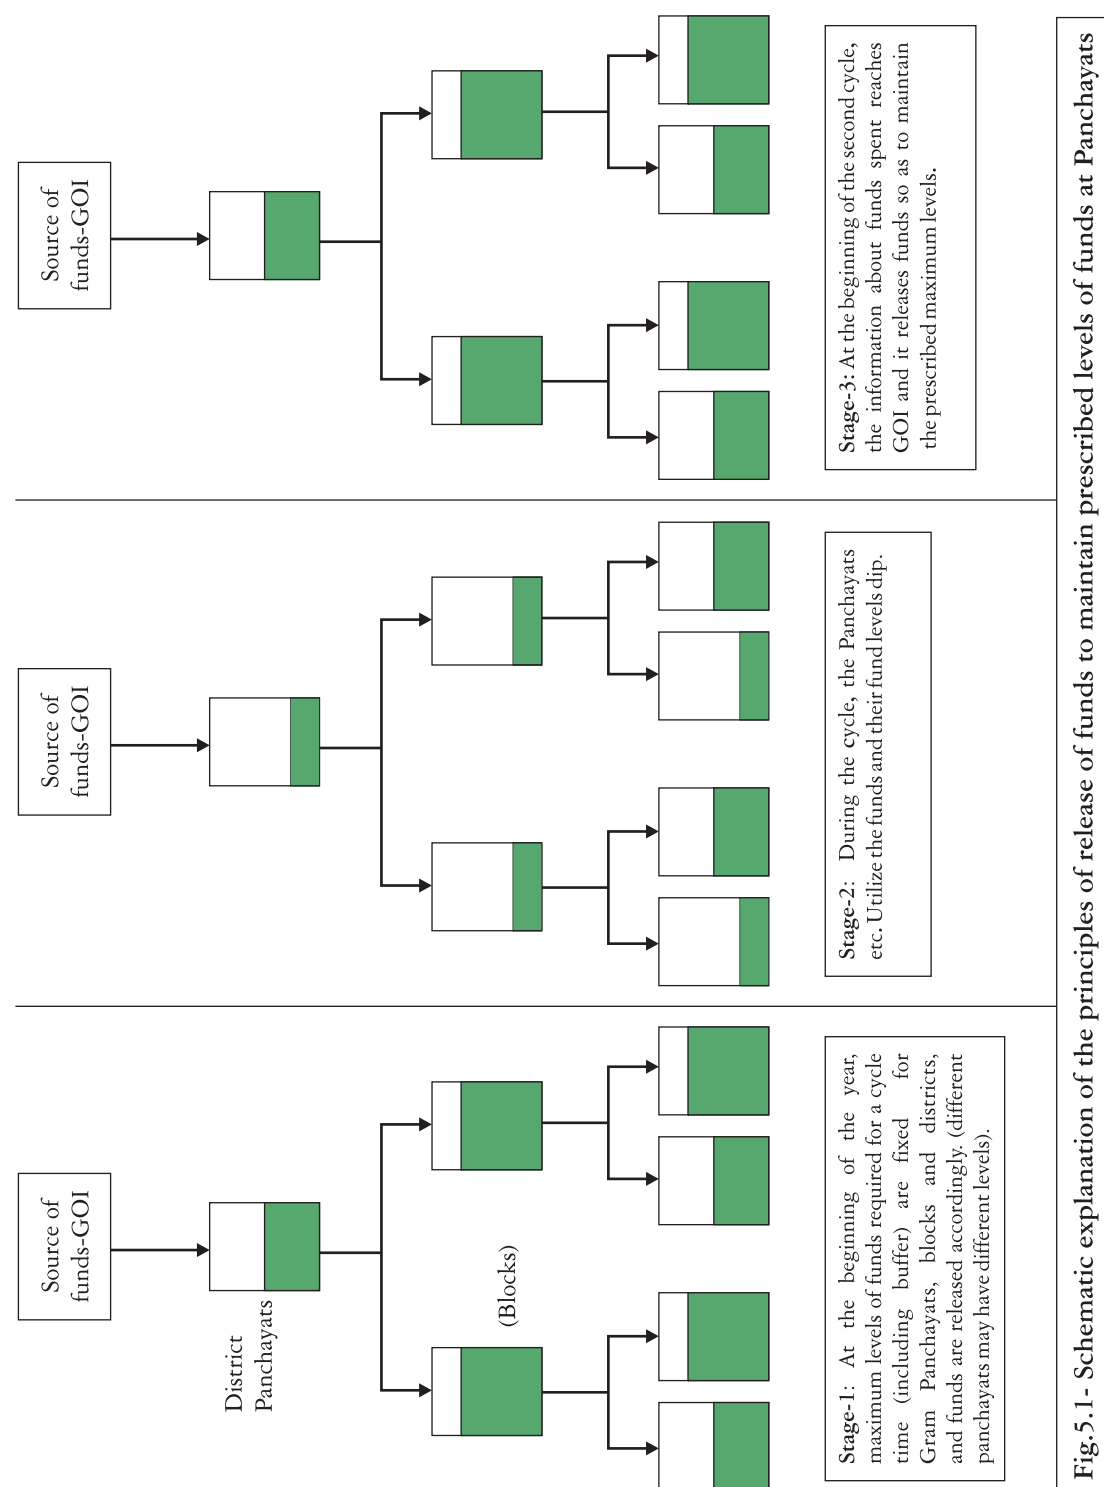 Source of
funds-GOI
District
Panchayats
(Blocks)
Stage-1: At the beginning of the year,
maximum levels of funds required for a cycle
time (including buffer) are fixed for
Gram Panchayats, blocks and districts,
and funds are released accordingly. (different
panchayats may have different levels).
Source of
funds-GOI
Stage-2: During the cycle, the Panchayats
etc. Utilize the funds and their fund levels dip.
Source of
funds-GOI
Stage-3: At the beginning of the second cycle,
the information about funds spent reaches
GOI and it releases funds so as to maintain
the prescribed maximum levels.
Fig.5.1- Schematic explanation of the principles of release of funds to maintain prescribed levels of funds at Panchayats